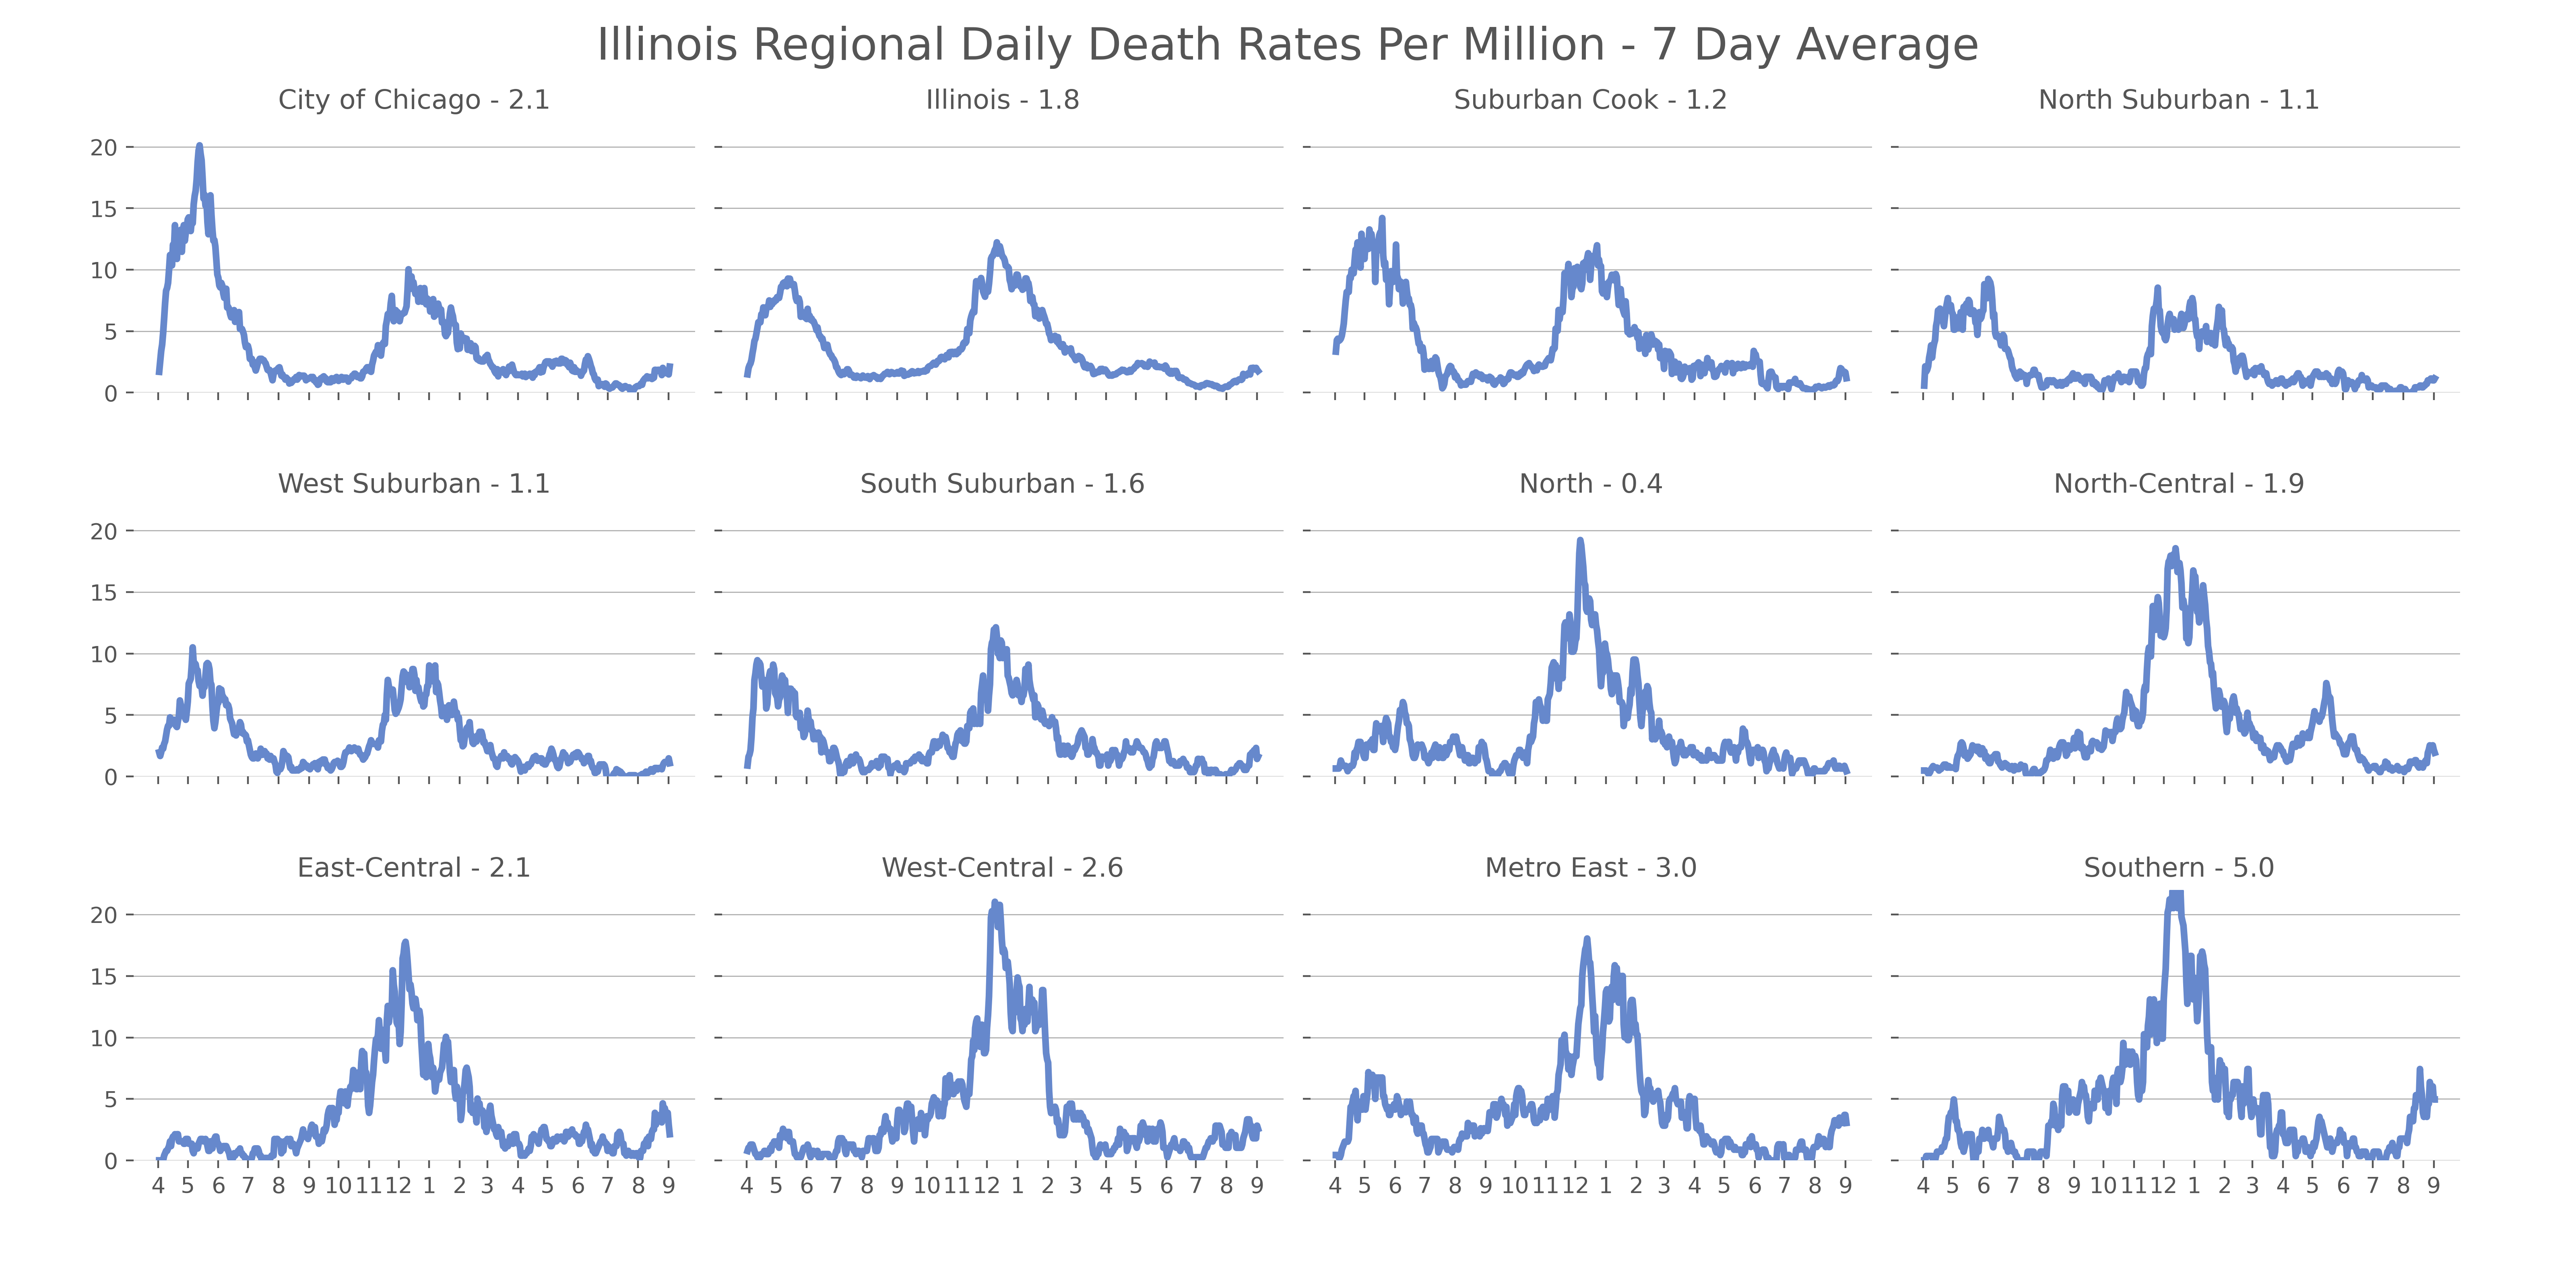 Illinois Regional Daily Death Rates Per Million - 7 Day Average
City of Chicago - 2.1
Illinois - 1.8
Suburban Cook - 1.2
North Suburban - 1.1
20
15
10
5
0
West Suburban - 1.1
South Suburban - 1.6
North - 0.4
North-Central - 1.9
20
15
10
5
0
East-Central - 2.1
West-Central - 2.6
Metro East - 3.0
Southern - 5.0
20
15
10
5
0
4 5 6 7 8 9 10 11 12 1 2 3 4 5 6 7 8 9
4 5 6 7 8 9 10 11 12 1 2 3 4 5 6 7 8 9
4 5 6 7 8 9 10 11 12 1 2 3 4 5 6 7 8 9
4 5 6 7 8 9 10 11 12 1 2 3 4 5 6 7 8 9